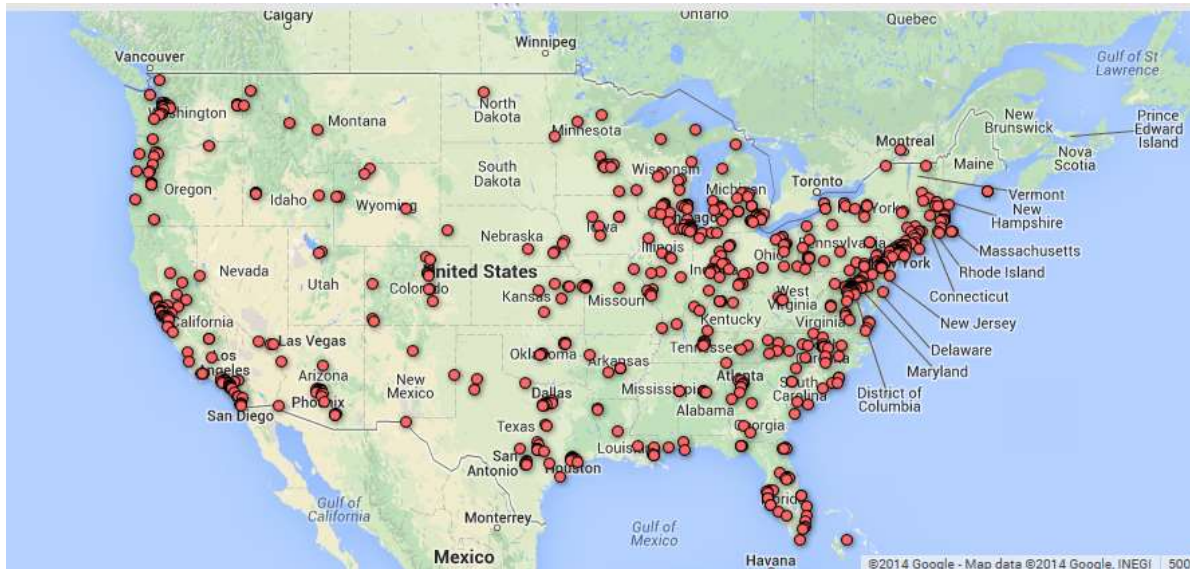 Calgary
Ontario
Quebec
Winnipeg
Vancouver
Gulf of St
Lawrence
Washington
Montana
North
Dakota
Minnesota
New
Brunswick
Prince
Edward
Island
Nova
Scotia
Montreal
Maine
South
Dakota
Wisconsin
Michigan
Toronto
Vermont
New
Hampshire
Oregon
Idaho
Wyoming
Massachusetts
Rhode Island
Connecticut
Nebraska
Iowa
Chicago
Illinois
Ohio
Pennsylvania
York
Nevada
Utah
Colorado
United States
Kansas
Missouri
West
Virginia
Virginia
Kentucky
New Jersey
Delaware
Maryland
District of
Columbia
California
Las Vegas
Los
Angeles
San Diego
Arizona
Phoenix
New
Mexico
Oklahoma
Arkansas
Tennessee
Mississippi
Alabama
Atlanta
Georgia
South
Carolina
Dallas
Texas
San
Antonio
Houston
Gulf of
California
Monterrey
Mexico
Gulf of
Mexico
Havana
©2014 Google - Map data ©2014 Google, INEGI
500